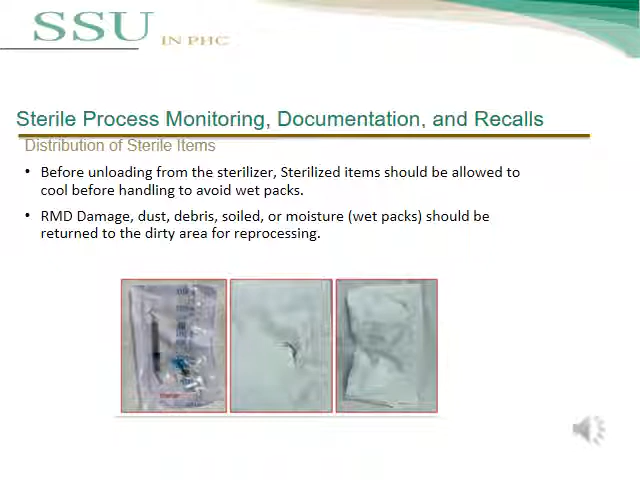 SSU IN PHC
Sterile Process Monitoring, Documentation, and Recalls
Distribution of Sterile Items
• Before unloading from the sterilizer, Sterilized items should be allowed to
cool before handling to avoid wet packs.
• RMD Damage, dust, debris, soiled, or moisture (wet packs) should be
returned to the dirty area for reprocessing.